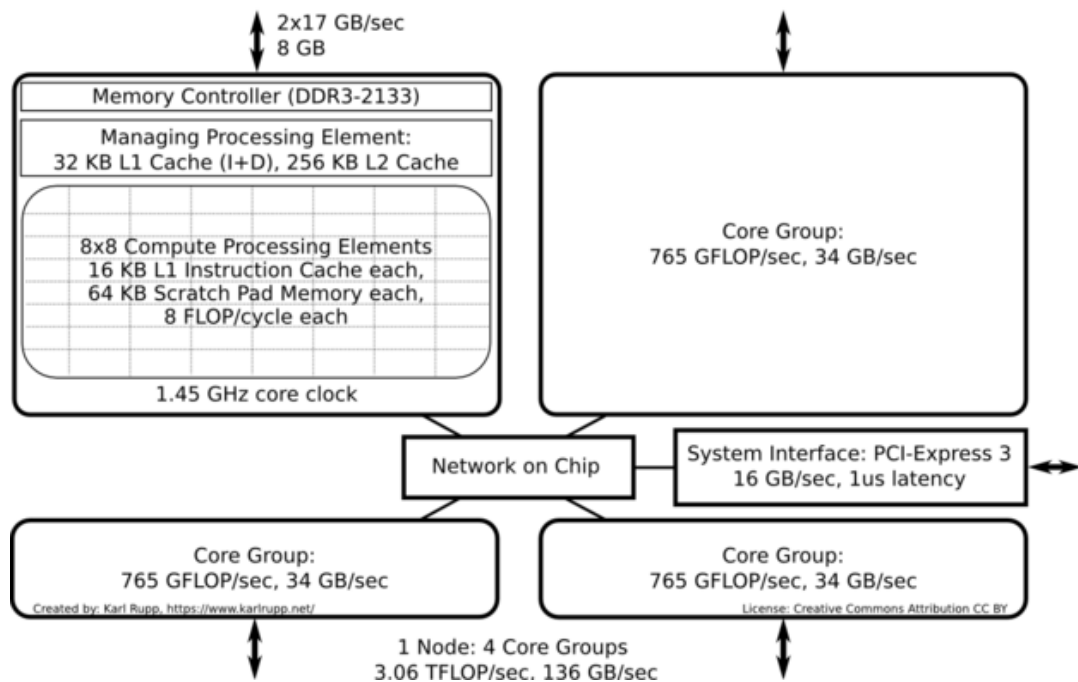 2x17 GB/sec
8 GB
Memory Controller (DDR3-2133)
Managing Processing Element:
32 KB L1 Cache (I+D), 256 KB L2 Cache
8x8 Compute Processing Elements
16 KB L1 Instruction Cache each,
64 KB Scratch Pad Memory each,
8 FLOP/cycle each
1.45 GHz core clock
Core Group:
765 GFLOP/sec, 34 GB/sec
Network on Chip
System Interface: PCI-Express 3
16 GB/sec, 1us latency
Core Group:
765 GFLOP/sec, 34 GB/sec
Created by: Karl Rupp, https://www.karlrupp.net/
Core Group:
765 GFLOP/sec, 34 GB/sec
License: Creative Commons Attribution CC BY
1 Node: 4 Core Groups
3.06 TFLOP/sec, 136 GB/sec